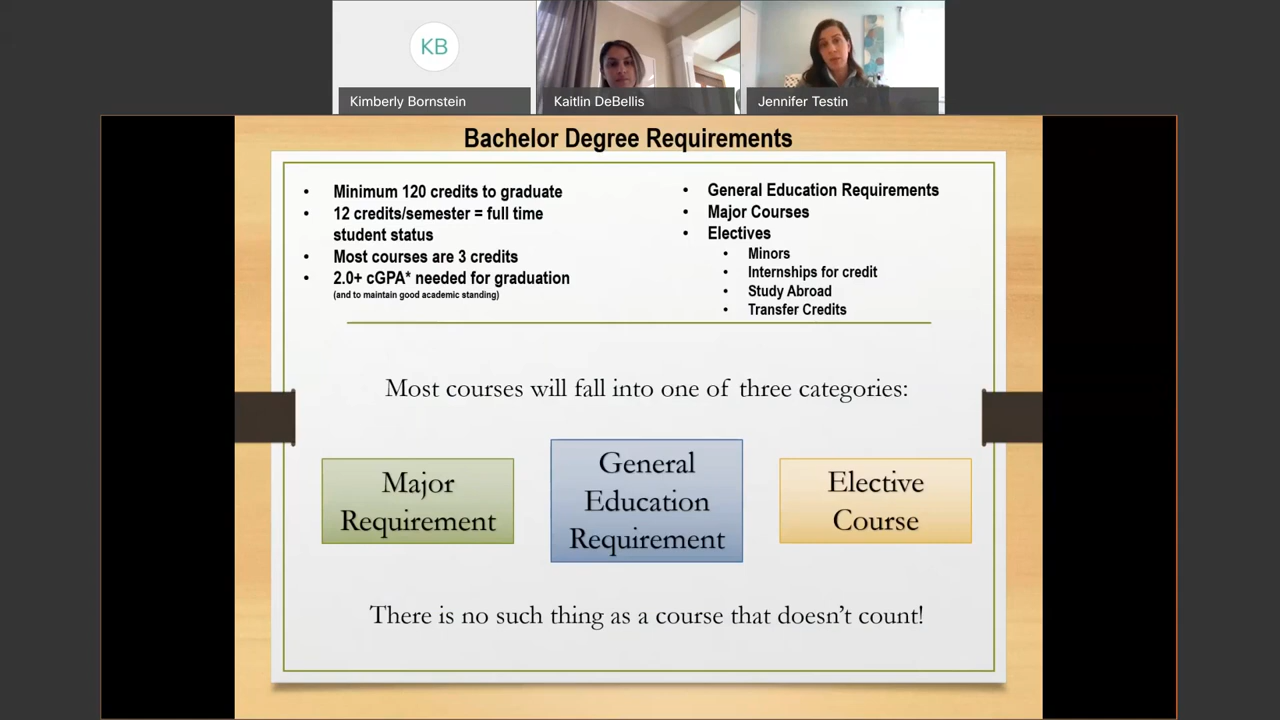 KB
Kimberly Bornstein
Kaitlin DeBellis
Jennifer Testin
Bachelor Degree Requirements
• Minimum 120 credits to graduate
• 12 credits/semester = full time
student status
• Most courses are 3 credits
• 2.0+ cGPA* needed for graduation
(and to maintain good academic standing)
• General Education Requirements
• Major Courses
• Electives
• Minors
• Internships for credit
• Study Abroad
• Transfer Credits
Most courses will fall into one of three categories:
Major
Requirement
General
Education
Requirement
Elective
Course
There is no such thing as a course that doesn't count!